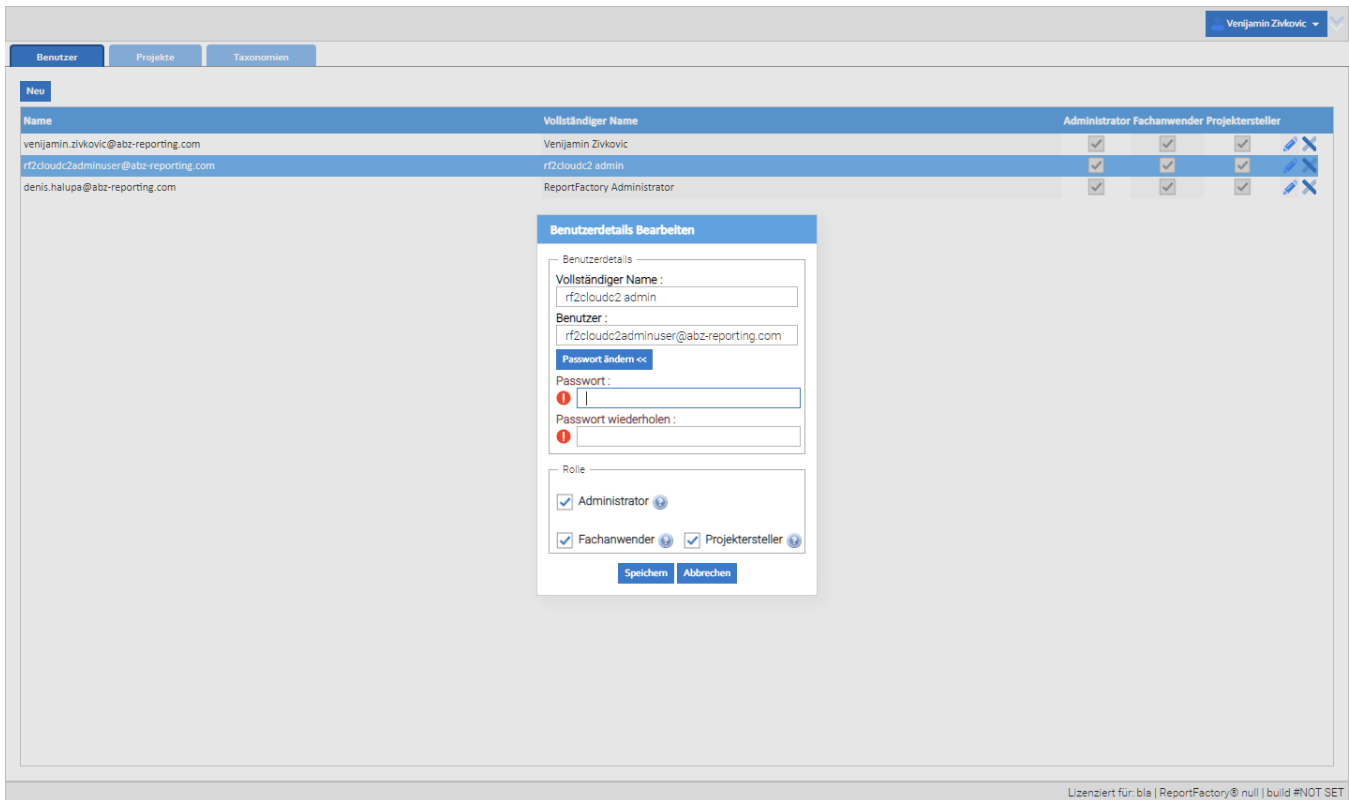 Venijamin Zivkovic
Benutzer Projekte Taxonomien
Neu
Name Vollständiger Name Administrator Fachanwender Projektersteller
venijamin.zivkovic@abz-reporting.com Venijamin Zivkovic
rf2cloudc2adminuser@abz-reporting.com rf2cloudc2 admin
denis.halupa@abz-reporting.com ReportFactory Administrator
Benutzerdetails Bearbeiten
Benutzerdetails
Vollständiger Name :
rf2cloudc2 admin
Benutzer :
rf2cloudc2adminuser@abz-reporting.com
Passwort ändern <<
Passwort :
Passwort wiederholen :
Rolle
Administrator
Fachanwender Projektersteller
Speichern Abbrechen
Lizenziert für: bla | ReportFactory® null | build #NOT SET